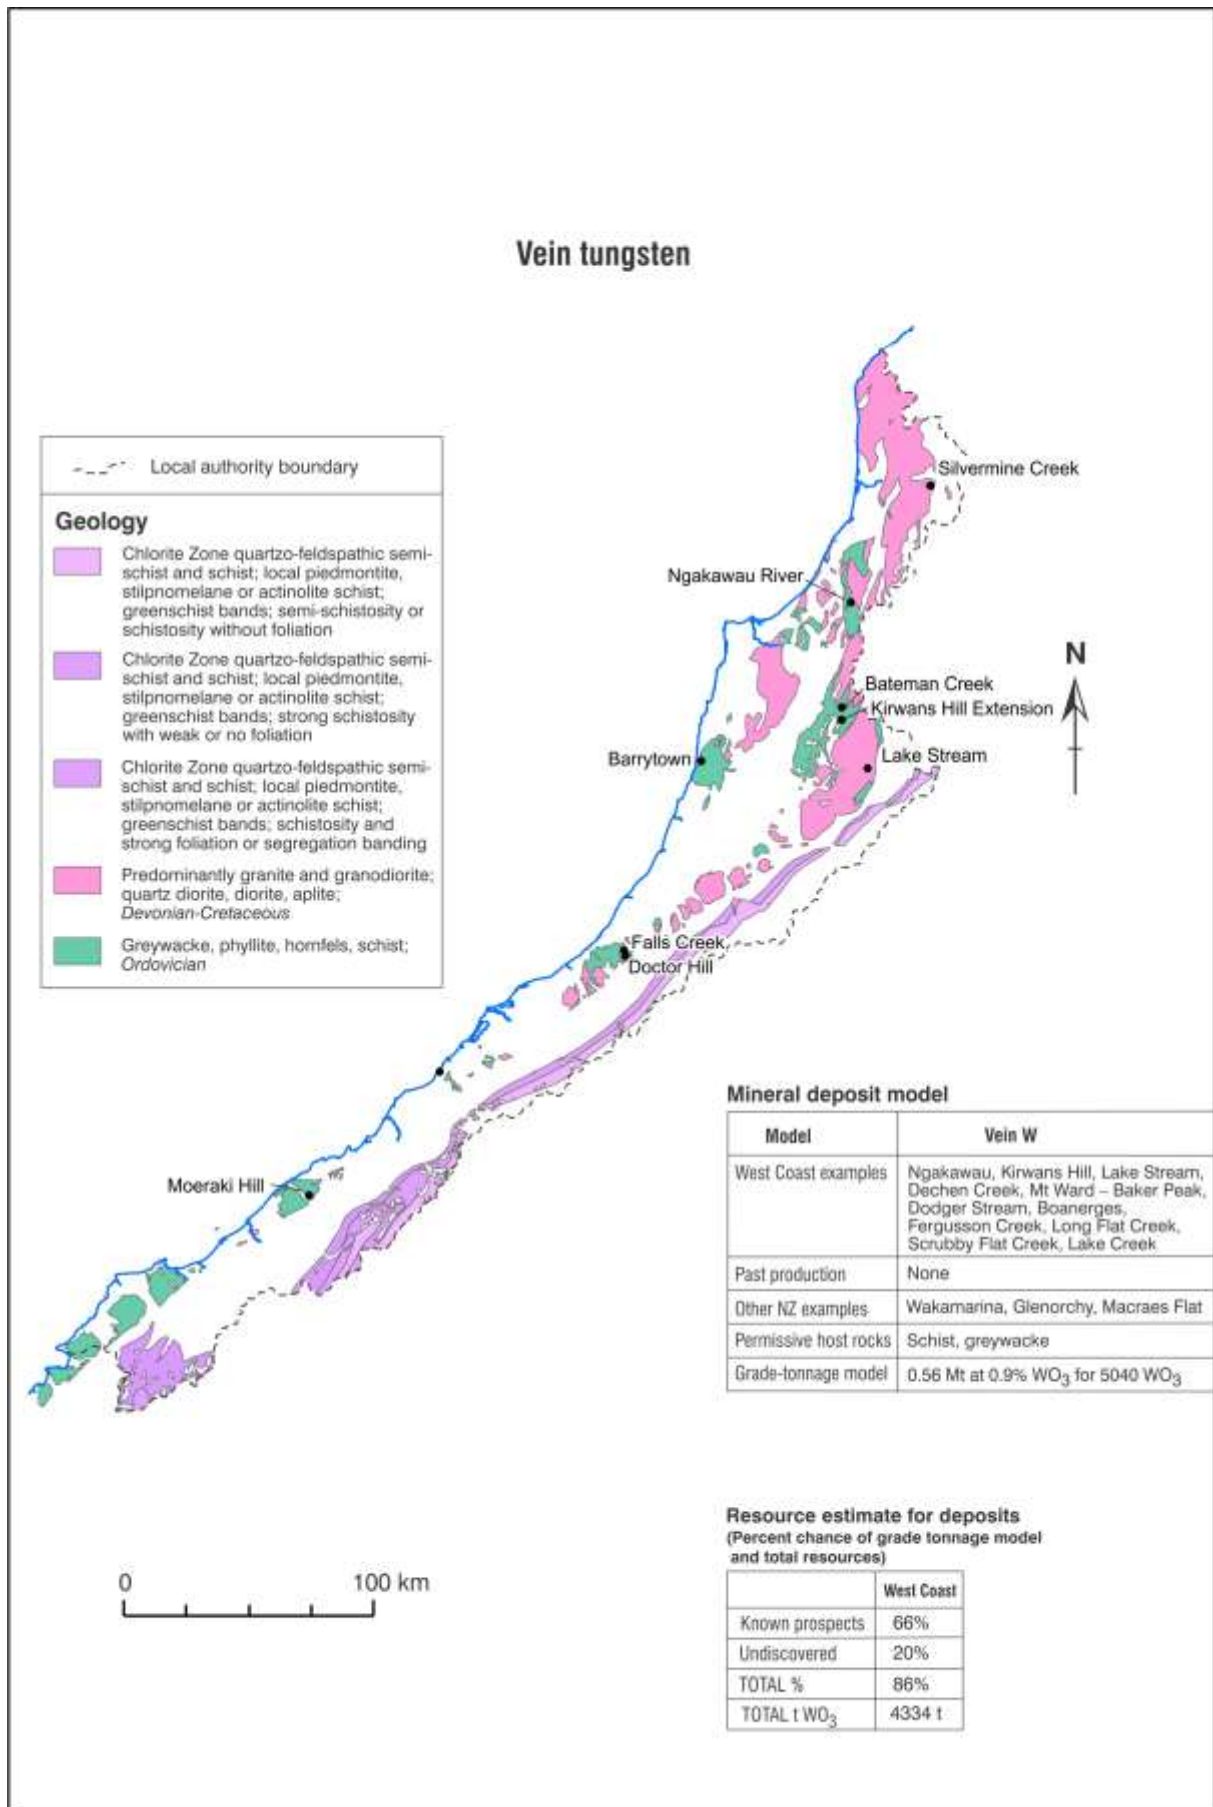 Vein tungsten
Local authority boundary
Geology
Chlorite Zone quartzo-feldspathic semi-
schist and schist; local piedmontite,
stilpnomelane or actinolite schist;
greenschist bands; semi-schistosity or
schistosity without foliation
Chlorite Zone quartzo-feldspathic semi-
schist and schist; local piedmontite,
stilpnomelane or actinolite schist;
greenschist bands; strong schistosity
with weak or no foliation
Chlorite Zone quartzo-feldspathic semi-
schist and schist; local piedmontite,
stilpnomelane or actinolite schist;
greenschist bands; schistosity and
strong foliation or segregation banding
Predominantly granite and granodiorite;
quartz diorite, diorite, aplite;
Devonian-Cretaceous
Greywacke, phyllite, hornfels, schist;
Ordovician
Silvermine Creek
Ngakawau River
N
Bateman Creek
Kirwans Hill Extension
Barrytown
Lake Stream
Falls Creek
Doctor Hill
Moeraki Hill
Mineral deposit model
Model Vein W
West Coast examples Ngakawau, Kirwans Hill, Lake Stream,
Dechen Creek, Mt Ward – Baker Peak,
Dodger Stream, Boanerges,
Fergusson Creek, Long Flat Creek,
Scrubby Flat Creek, Lake Creek
Past production None
Other NZ examples Wakamarina, Glenorchy, Macraes Flat
Permissive host rocks Schist, greywacke
Grade-tonnage model 0.56 Mt at 0.9% WO3 for 5040 WO3
Resource estimate for deposits
(Percent chance of grade tonnage model
and total resources)
West Coast
Known prospects 66%
Undiscovered 20%
TOTAL % 86%
TOTAL t WO3 4334 t
0 100 km